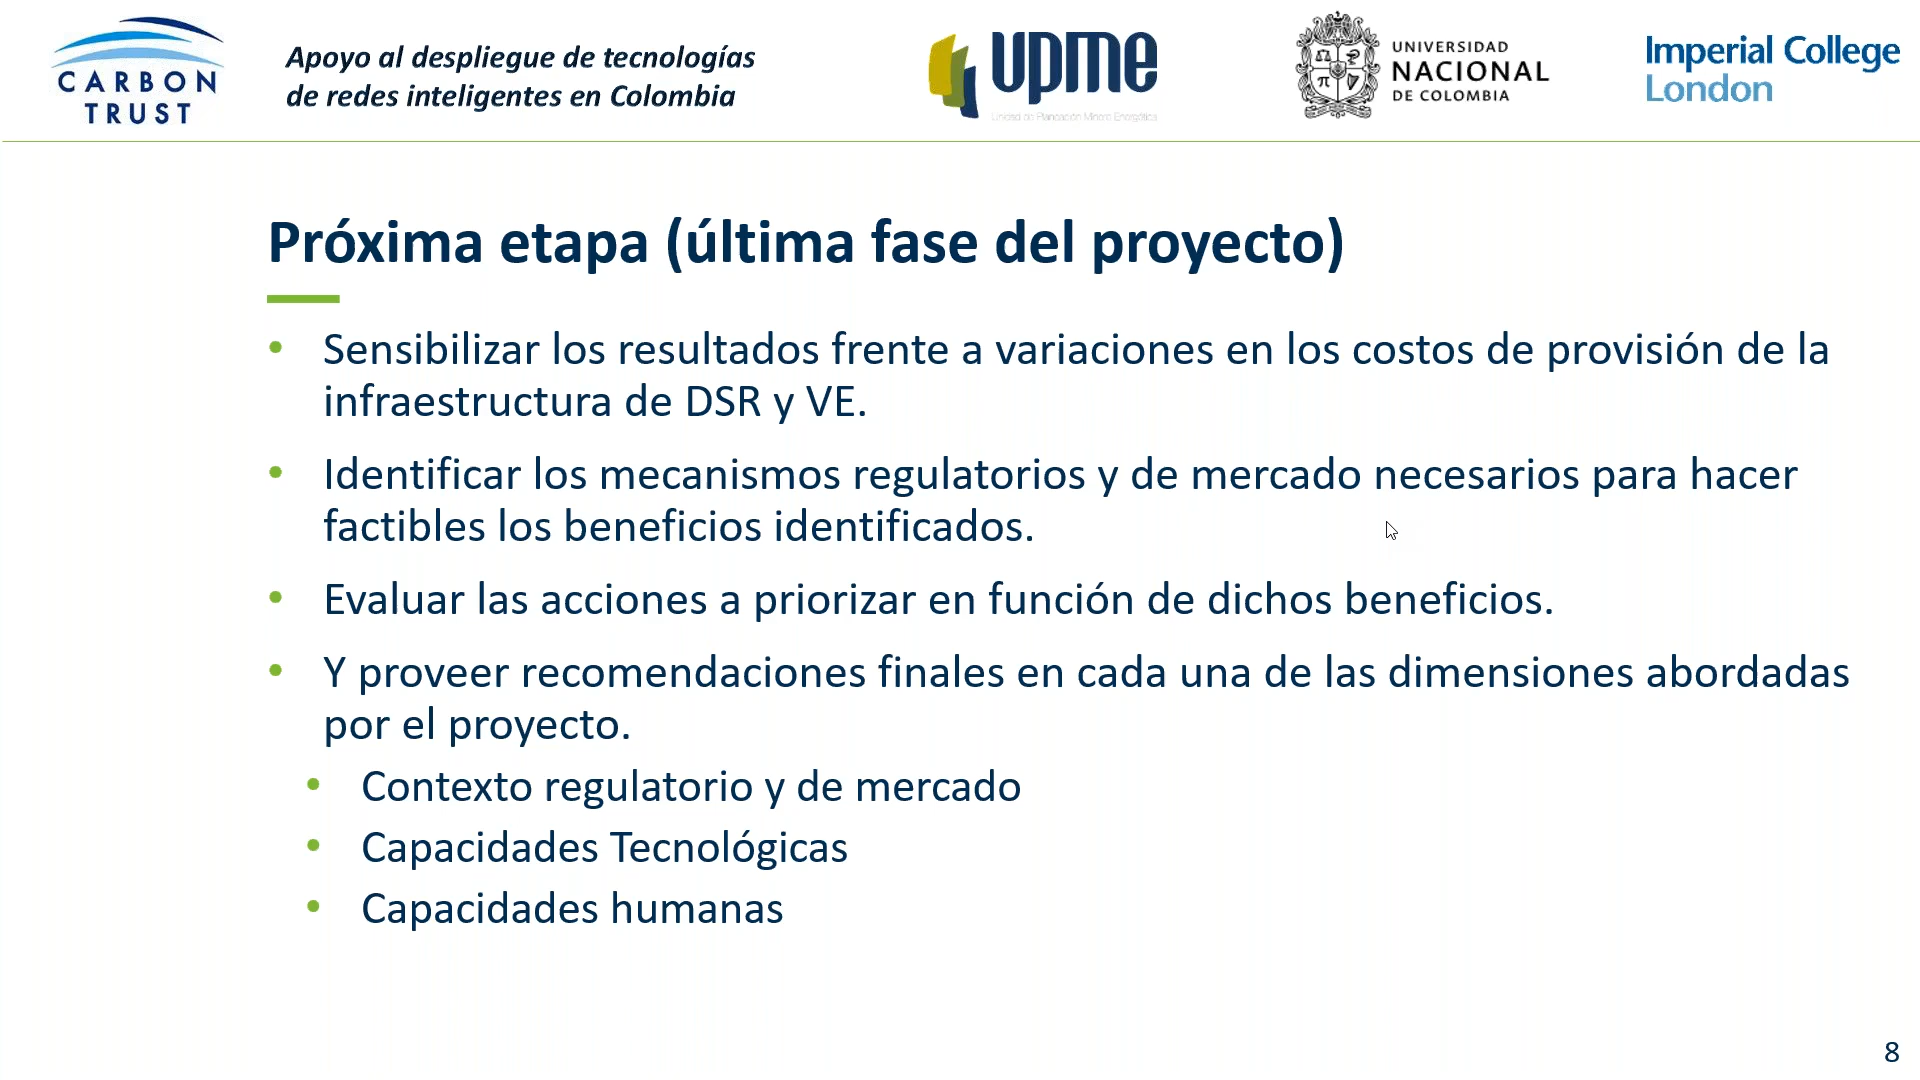 CARBON
TRUST
Apoyo al despliegue de tecnologías
de redes inteligentes en Colombia
upme
Unidad de Planeación Minero Energética
UNIVERSIDAD
NACIONAL
DE COLOMBIA
Imperial College
London
Próxima etapa (última fase del proyecto)
• Sensibilizar los resultados frente a variaciones en los costos de provisión de la
infraestructura de DSR y VE.
• Identificar los mecanismos regulatorios y de mercado necesarios para hacer
factibles los beneficios identificados.
• Evaluar las acciones a priorizar en función de dichos beneficios.
• Y proveer recomendaciones finales en cada una de las dimensiones abordadas
por el proyecto.
• Contexto regulatorio y de mercado
• Capacidades Tecnológicas
• Capacidades humanas
8